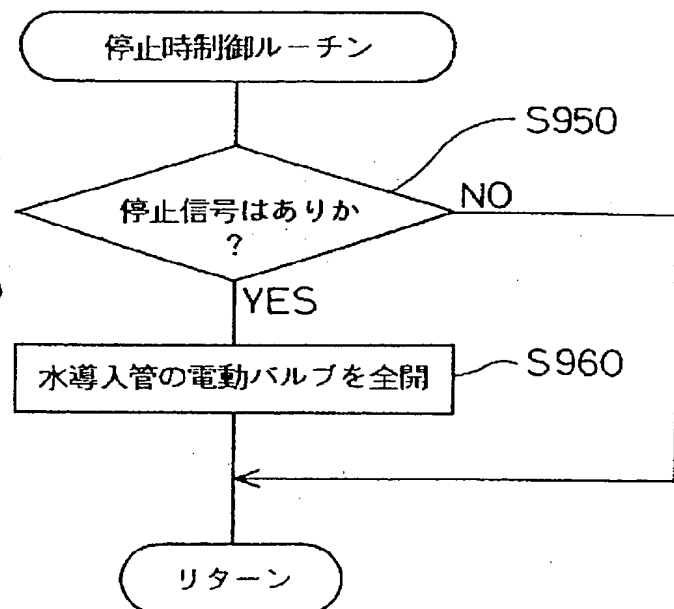 停止時制御ルーチン
S950
停止信号はありか
?
NO
YES
水導入管の電動バルブを全開
S960
リターン